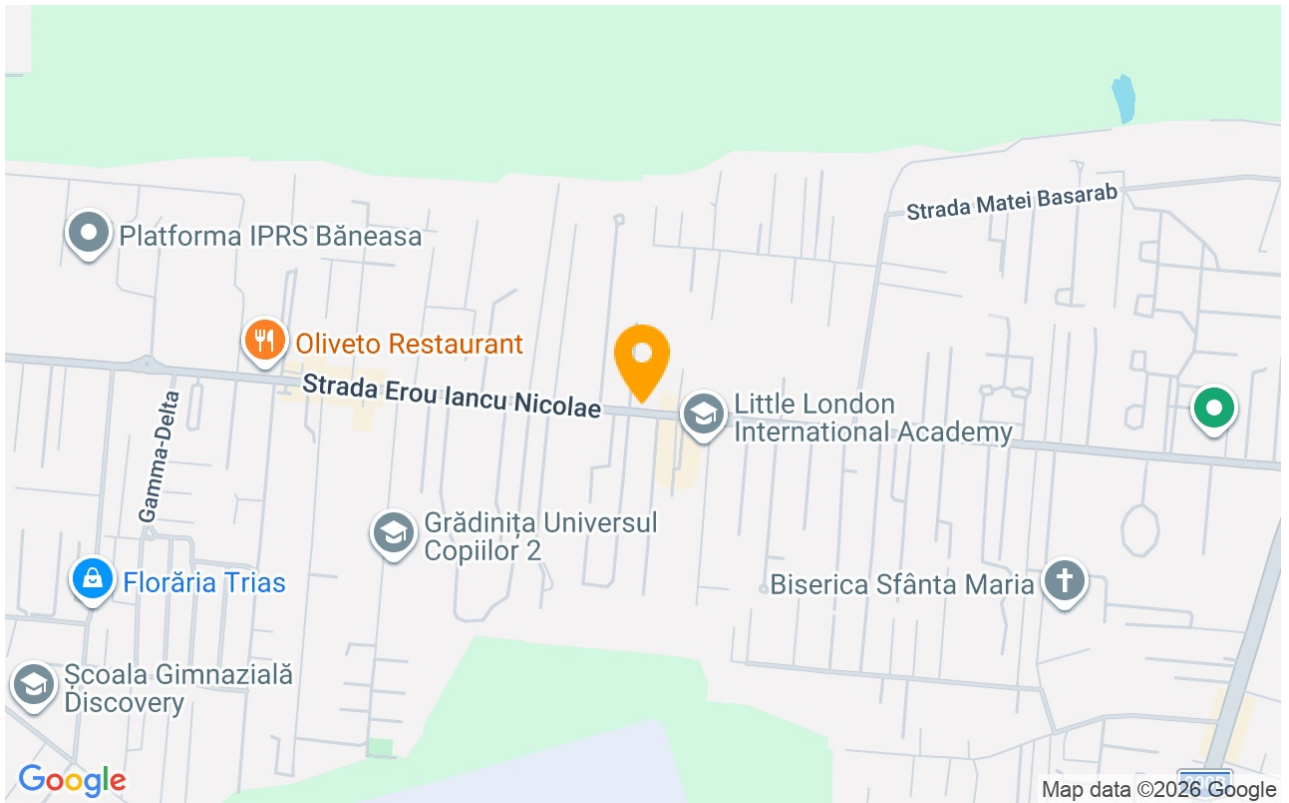 Strada Matei Basarab
Platforma IPRS Băneasa
Oliveto Restaurant
Strada Erou Iancu Nicolae
Little London
International Academy
Gamma-Delta
Grădinița Universul
Copiilor 2
Florăria Trias
Biserica Sfânta Maria
Școala Gimnazială
Discovery
Google
Map data ©2026 Google